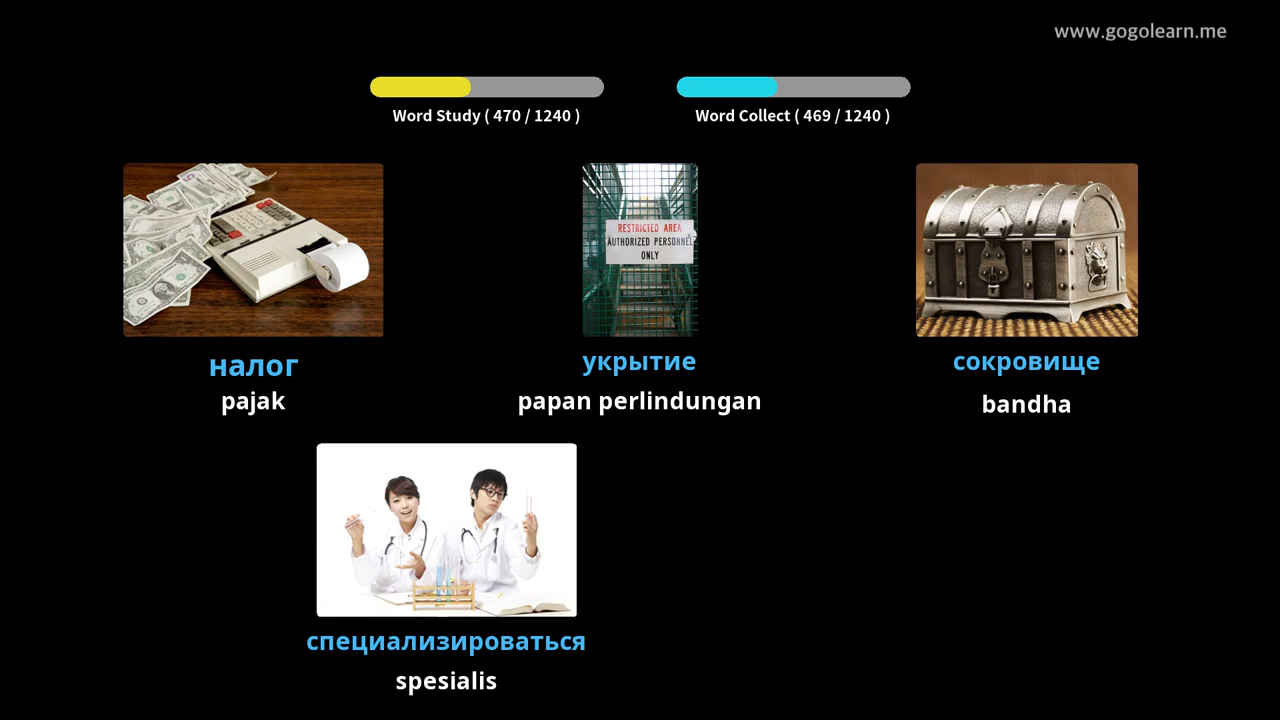 www.gogolearn.me
Word Study ( 470 / 1240 )
Word Collect ( 469 / 1240 )
RESTRICTED AREA
AUTHORIZED PERSONNEL
ONLY
налог
pajak
укрытие
papan perlindungan
сокровище
bandha
специализироваться
spesialis